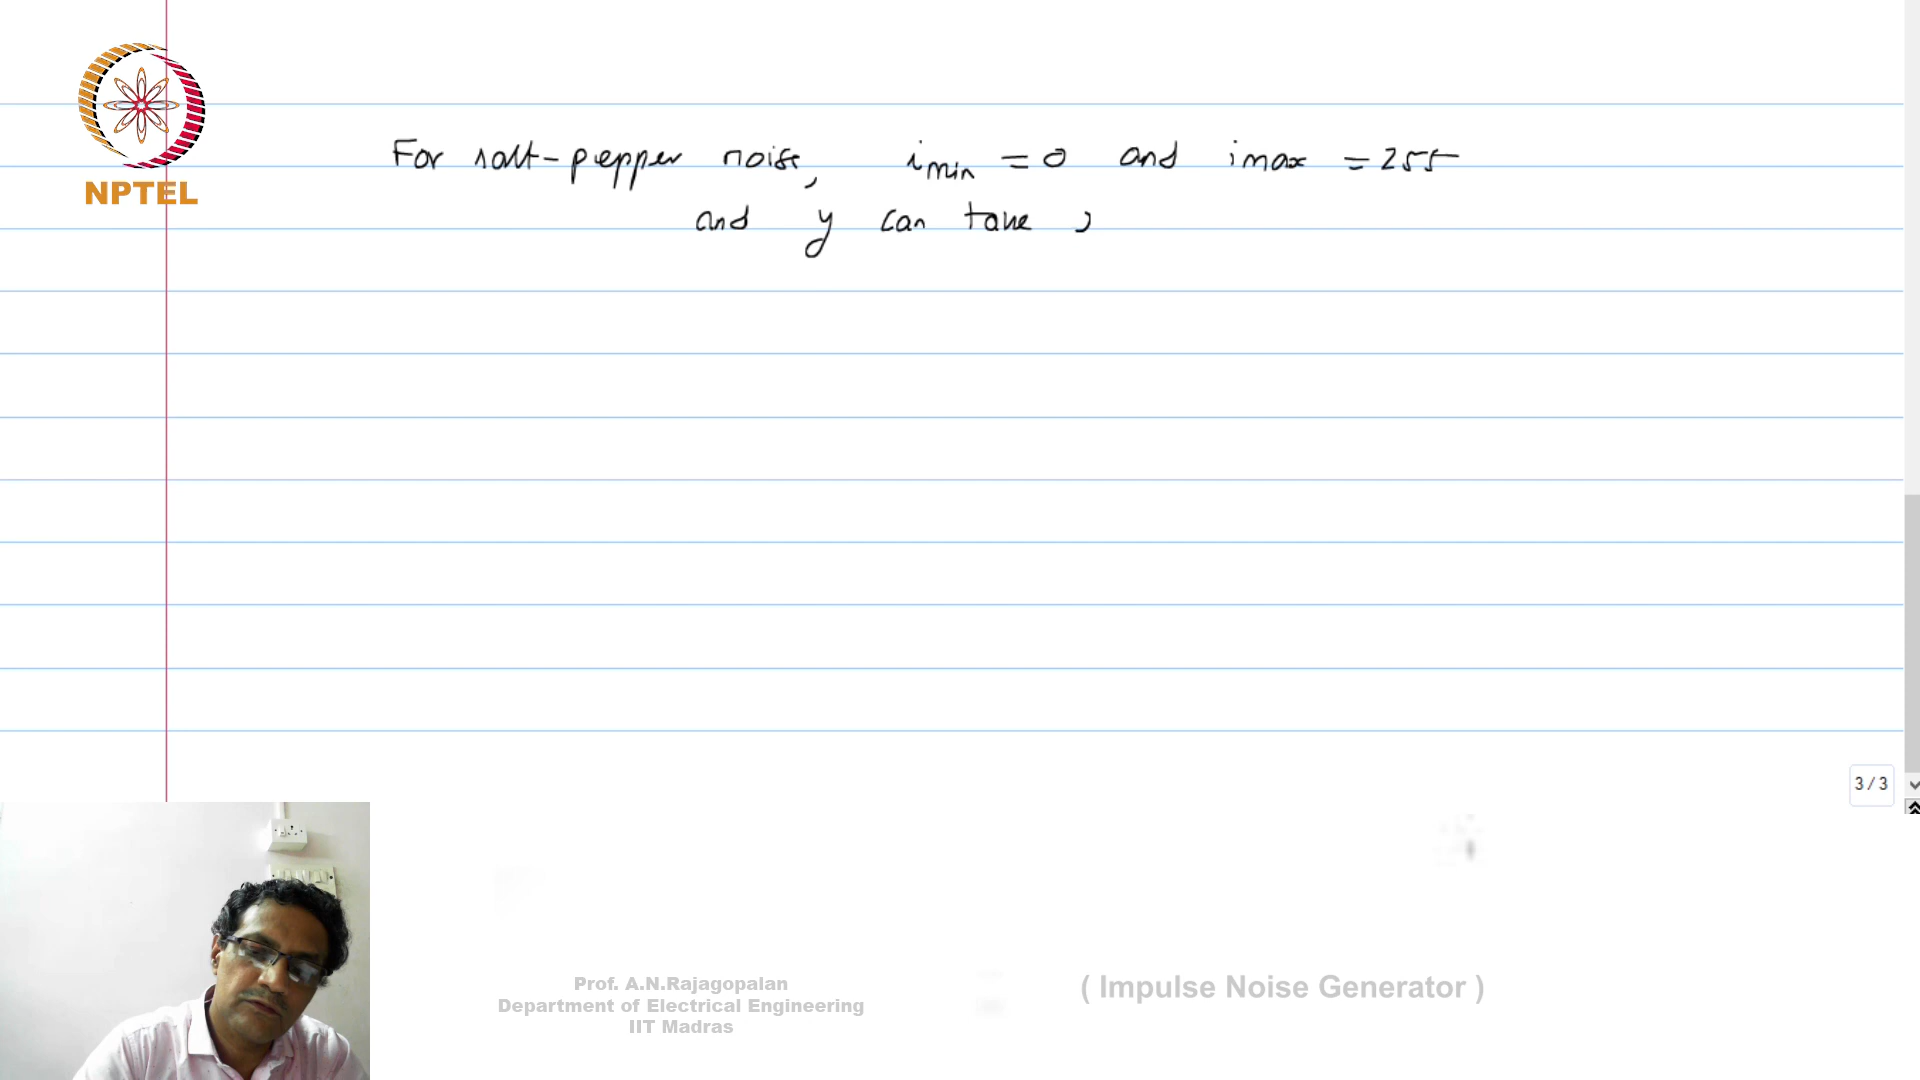 For salt-pepper noise, imin = 0 and imax = 255
and y can take
NPTEL
3 / 3
Prof. A.N.Rajagopalan
Department of Electrical Engineering
IIT Madras
( Impulse Noise Generator )